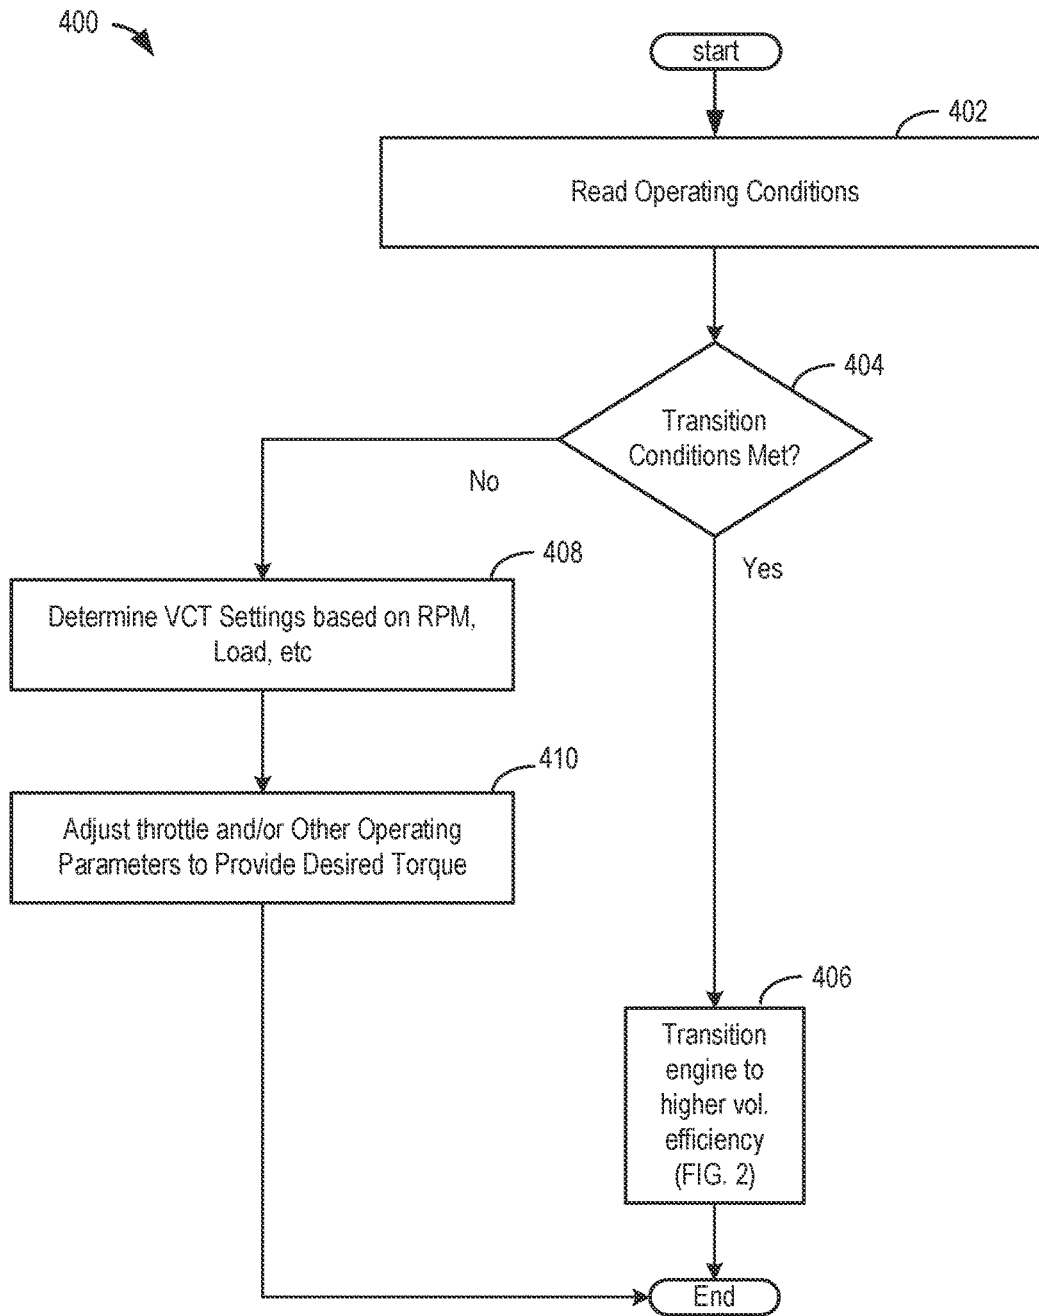 400
start
402
Read Operating Conditions
404
Transition
Conditions Met?
No
Yes
408
Determine VCT Settings based on RPM,
Load, etc
410
Adjust throttle and/or Other Operating
Parameters to Provide Desired Torque
406
Transition
engine to
higher vol.
efficiency
(FIG. 2)
End